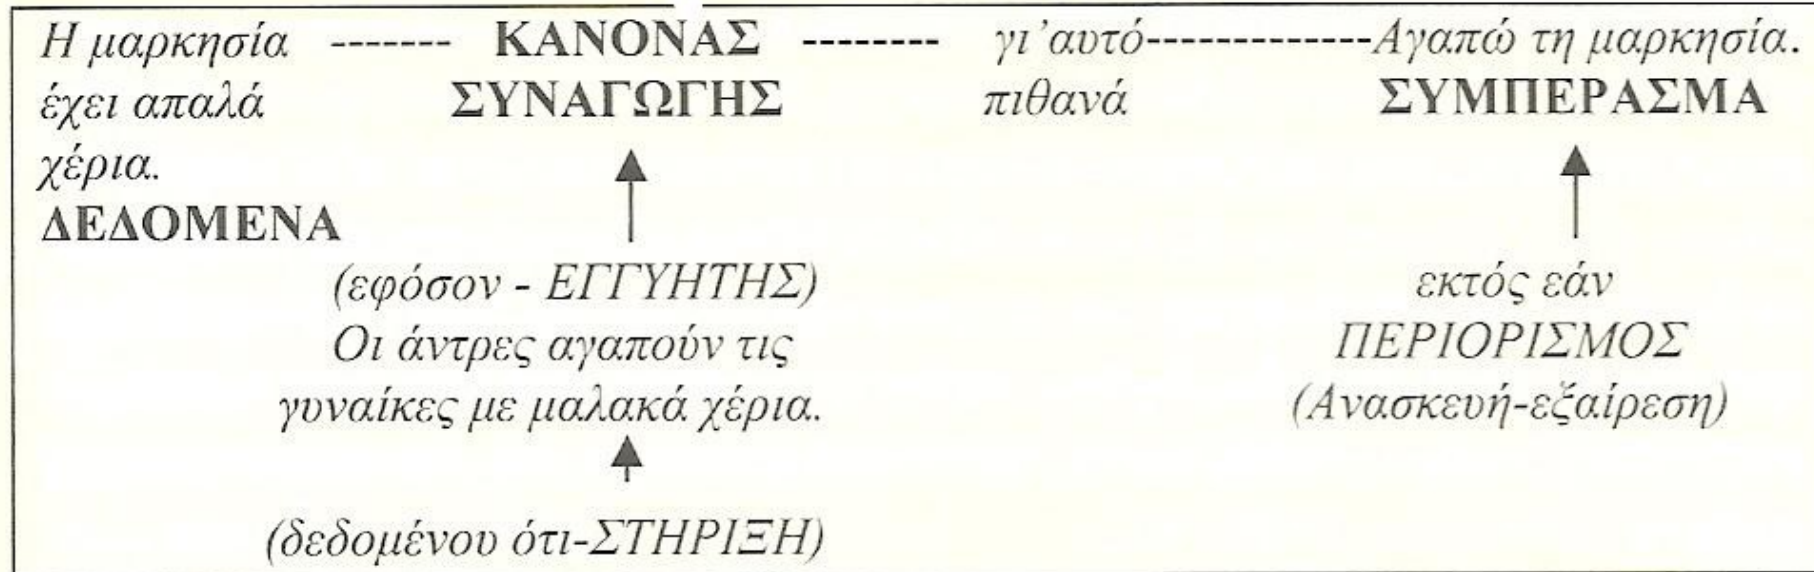 Η μαρκησία ------- ΚΑΝΟΝΑΣ -------- γι’αυτό-------------Αγαπώ τη μαρκησία.
έχει απαλά ΣΥΝΑΓΩΓΗΣ πιθανά ΣΥΜΠΕΡΑΣΜΑ
χέρια.
ΔΕΔΟΜΕΝΑ
(εφόσον - ΕΓΓΥΗΤΗΣ) εκτός εάν
Οι άντρες αγαπούν τις ΠΕΡΙΟΡΙΣΜΟΣ
γυναίκες με μαλακά χέρια. (Ανασκευή-εξαίρεση)
(δεδομένου ότι-ΣΤΗΡΙΞΗ)